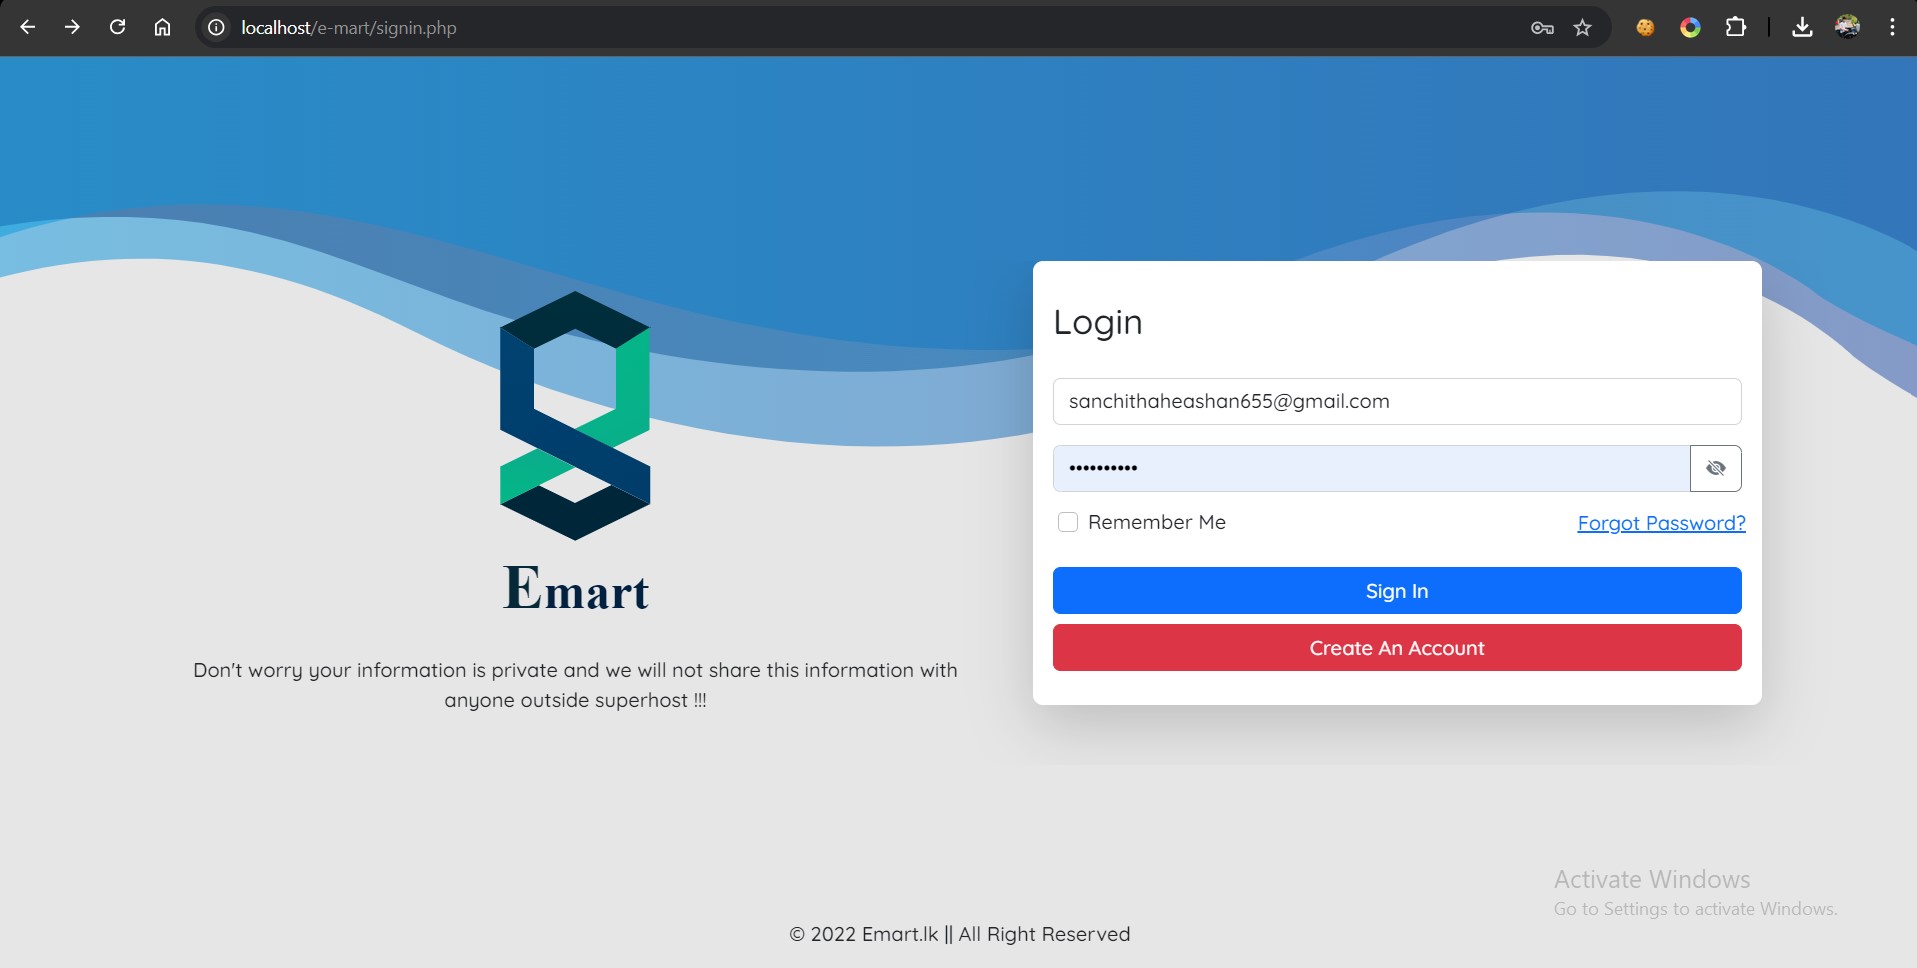 localhost/e-mart/signin.php
Login
sanchithaheashan655@gmail.com
••••••••••
Remember Me
Forgot Password?
Sign In
Create An Account
Emart
Don't worry your information is private and we will not share this information with
anyone outside superhost !!!
Activate Windows
Go to Settings to activate Windows.
© 2022 Emart.lk || All Right Reserved